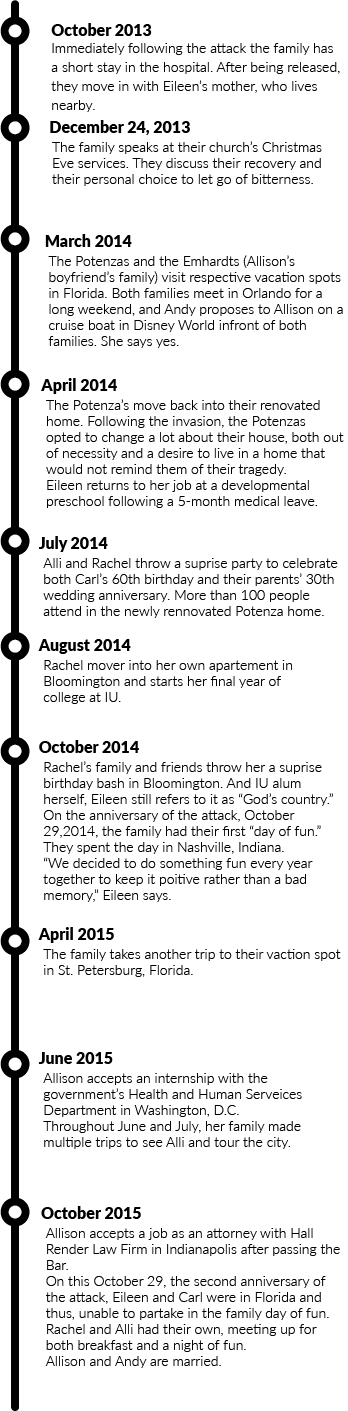 October 2013
Immediately following the attack the family has
a short stay in the hospital. After being released,
they move in with Eileen's mother, who lives
nearby.
December 24, 2013
The family speaks at their church's Christmas
Eve services. They discuss their recovery and
their personal choice to let go of bitterness.
March 2014
The Potenzas and the Emhardts (Allison's
boyfriend's family) visit respective vacation spots
in Florida. Both families meet in Orlando for a
long weekend, and Andy proposes to Allison on a
cruise boat in Disney World infront of both
families. She says yes.
April 2014
The Potenza's move back into their renovated
home. Following the invasion, the Potenzas
opted to change a lot about their house, both out
of necessity and a desire to live in a home that
would not remind them of their tragedy.
Eileen returns to her job at a developmental
preschool following a 5-month medical leave.
July 2014
Alli and Rachel throw a suprise party to celebrate
both Carl's 60th birthday and their parents' 30th
wedding anniversary. More than 100 people
attend in the newly rennovated Potenza home.
August 2014
Rachel mover into her own apartement in
Bloomington and starts her final year of
college at IU.
October 2014
Rachel's family and friends throw her a suprise
birthday bash in Bloomington. And IU alum
herself, Eileen still refers to it as “God's country.”
On the anniversary of the attack, October
29,2014, the family had their first “day of fun.”
They spent the day in Nashville, Indiana.
“We decided to do something fun every year
together to keep it poitive rather than a bad
memory,” Eileen says.
April 2015
The family takes another trip to their vaction spot
in St. Petersburg, Florida.
June 2015
Allison accepts an internship with the
government's Health and Human Serveices
Department in Washington, D.C.
Throughout June and July, her family made
multiple trips to see Alli and tour the city.
October 2015
Allison accepts a job as an attorney with Hall
Render Law Firm in Indianapolis after passing the
Bar.
On this October 29, the second anniversary of
the attack, Eileen and Carl were in Florida and
thus, unable to partake in the family day of fun.
Rachel and Alli had their own, meeting up for
both breakfast and a night of fun.
Allison and Andy are married.